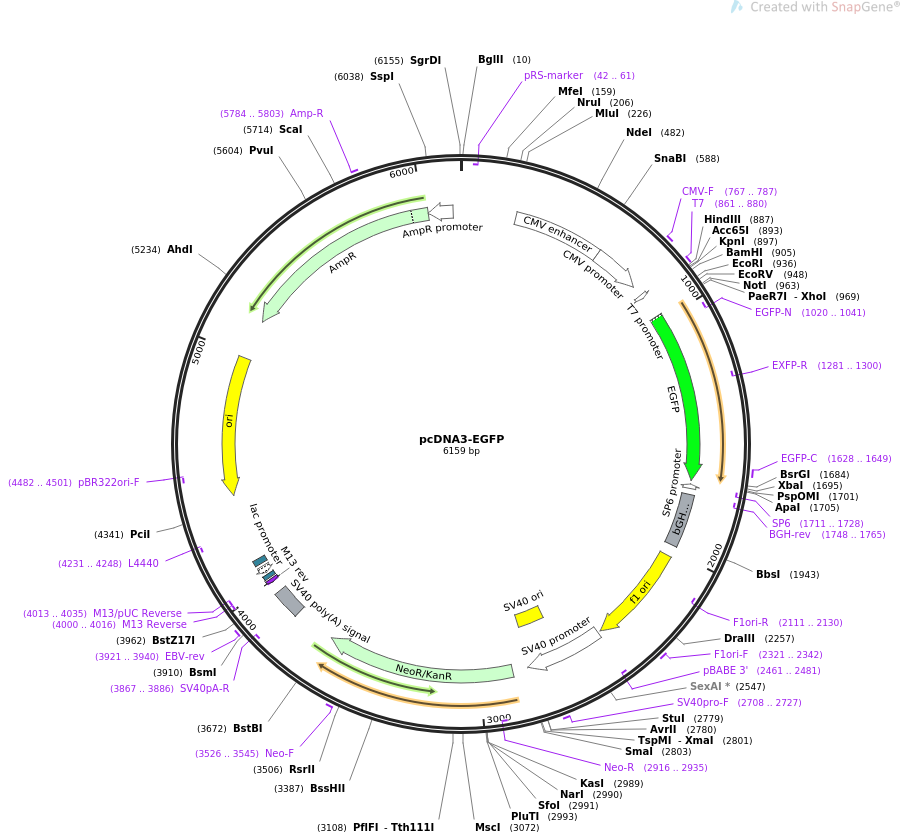 Created with SnapGene®
(6155) SgrDI
BglII (10)
(6038) SspI
pRS-marker (42 .. 61)
MfeI (159)
NruI (206)
MluI (226)
NdeI (482)
SnaBI (588)
CMV-F (767 .. 787)
T7 (861 .. 880)
HindIII (887)
Acc65I (893)
KpnI (897)
BamHI (905)
EcoRI (936)
EcoRV (948)
NotI (963)
PaeR7I - XhoI (969)
EGFP-N (1020 .. 1041)
EXFP-R (1281 .. 1300)
EGFP-C (1628 .. 1649)
BsrGI (1684)
XbaI (1695)
PspOMI (1701)
ApaI (1705)
SP6 (1711 .. 1728)
BGH-rev (1748 .. 1765)
BbsI (1943)
F1ori-R (2111 .. 2130)
DraIII (2257)
F1ori-F (2321 .. 2342)
pBABE 3' (2461 .. 2481)
SexAI * (2547)
SV40pro-F (2708 .. 2727)
StuI (2779)
AvrII (2780)
TspMI - XmaI (2801)
SmaI (2803)
Neo-R (2916 .. 2935)
KasI (2989)
NarI (2990)
SfoI (2991)
PluTI (2993)
MscI (3072)
(3108) PflFI - Tth111I
(3387) BssHII
(3506) RsrII
(3526 .. 3545) Neo-F
(3672) BstBI
(3867 .. 3886) SV40pA-R
(3910) BsmI
(3921 .. 3940) EBV-rev
(3962) BstZ17I
(4000 .. 4016) M13 Reverse
(4013 .. 4035) M13/pUC Reverse
(4231 .. 4248) L4440
(4341) PciI
(4482 .. 4501) pBR322ori-F
(5234) AhdI
(5604) PvuI
(5714) ScaI
(5784 .. 5803) Amp-R
1000
2000
3000
4000
5000
6000
CMV enhancer
CMV promoter
T7 promoter
EGFP
SP6 promoter
bGH...
f1 ori
SV40 ori
SV40 promoter
NeoR/KanR
SV40 poly(A) signal
M13 rev
lac promoter
ori
AmpR
AmpR promoter
pcDNA3-EGFP
6159 bp